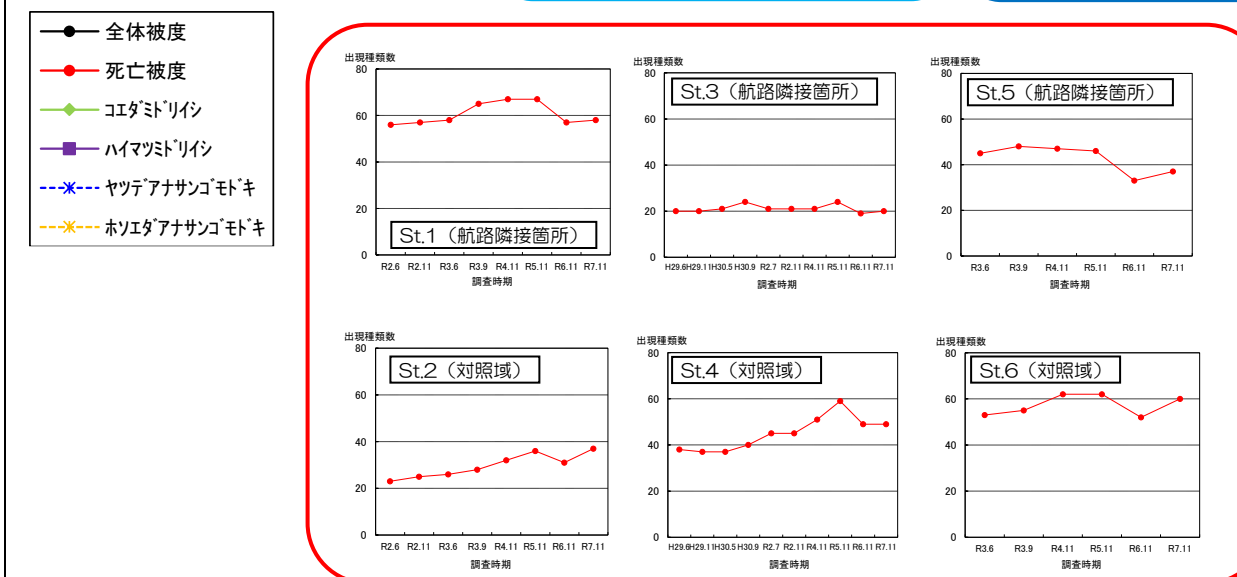 全体被度
死亡被度
コエダミドリイシ
ハイマツミドリイシ
ヤツデアナサンゴモドキ
ホソエダアナサンゴモドキ
出現種類数
80
60
40
20
0
St.1（航路隣接箇所）
R2.6 R2.11 R3.6 R3.9 R4.11 R5.11 R6.11 R7.11
調査時期
出現種類数
80
60
40
20
0
St.3（航路隣接箇所）
H29.6 H29.11 H30.5 H30.9 R2.7 R2.11 R4.11 R5.11 R6.11 R7.11
調査時期
出現種類数
80
60
40
20
0
St.5（航路隣接箇所）
R3.6 R3.9 R4.11 R5.11 R6.11 R7.11
調査時期
出現種類数
80
60
40
20
0
St.2（対照域）
R2.6 R2.11 R3.6 R3.9 R4.11 R5.11 R6.11 R7.11
調査時期
出現種類数
80
60
40
20
0
St.4（対照域）
H29.6 H29.11 H30.5 H30.9 R2.7 R2.11 R4.11 R5.11 R6.11 R7.11
調査時期
出現種類数
80
60
40
20
0
St.6（対照域）
R3.6 R3.9 R4.11 R5.11 R6.11 R7.11
調査時期